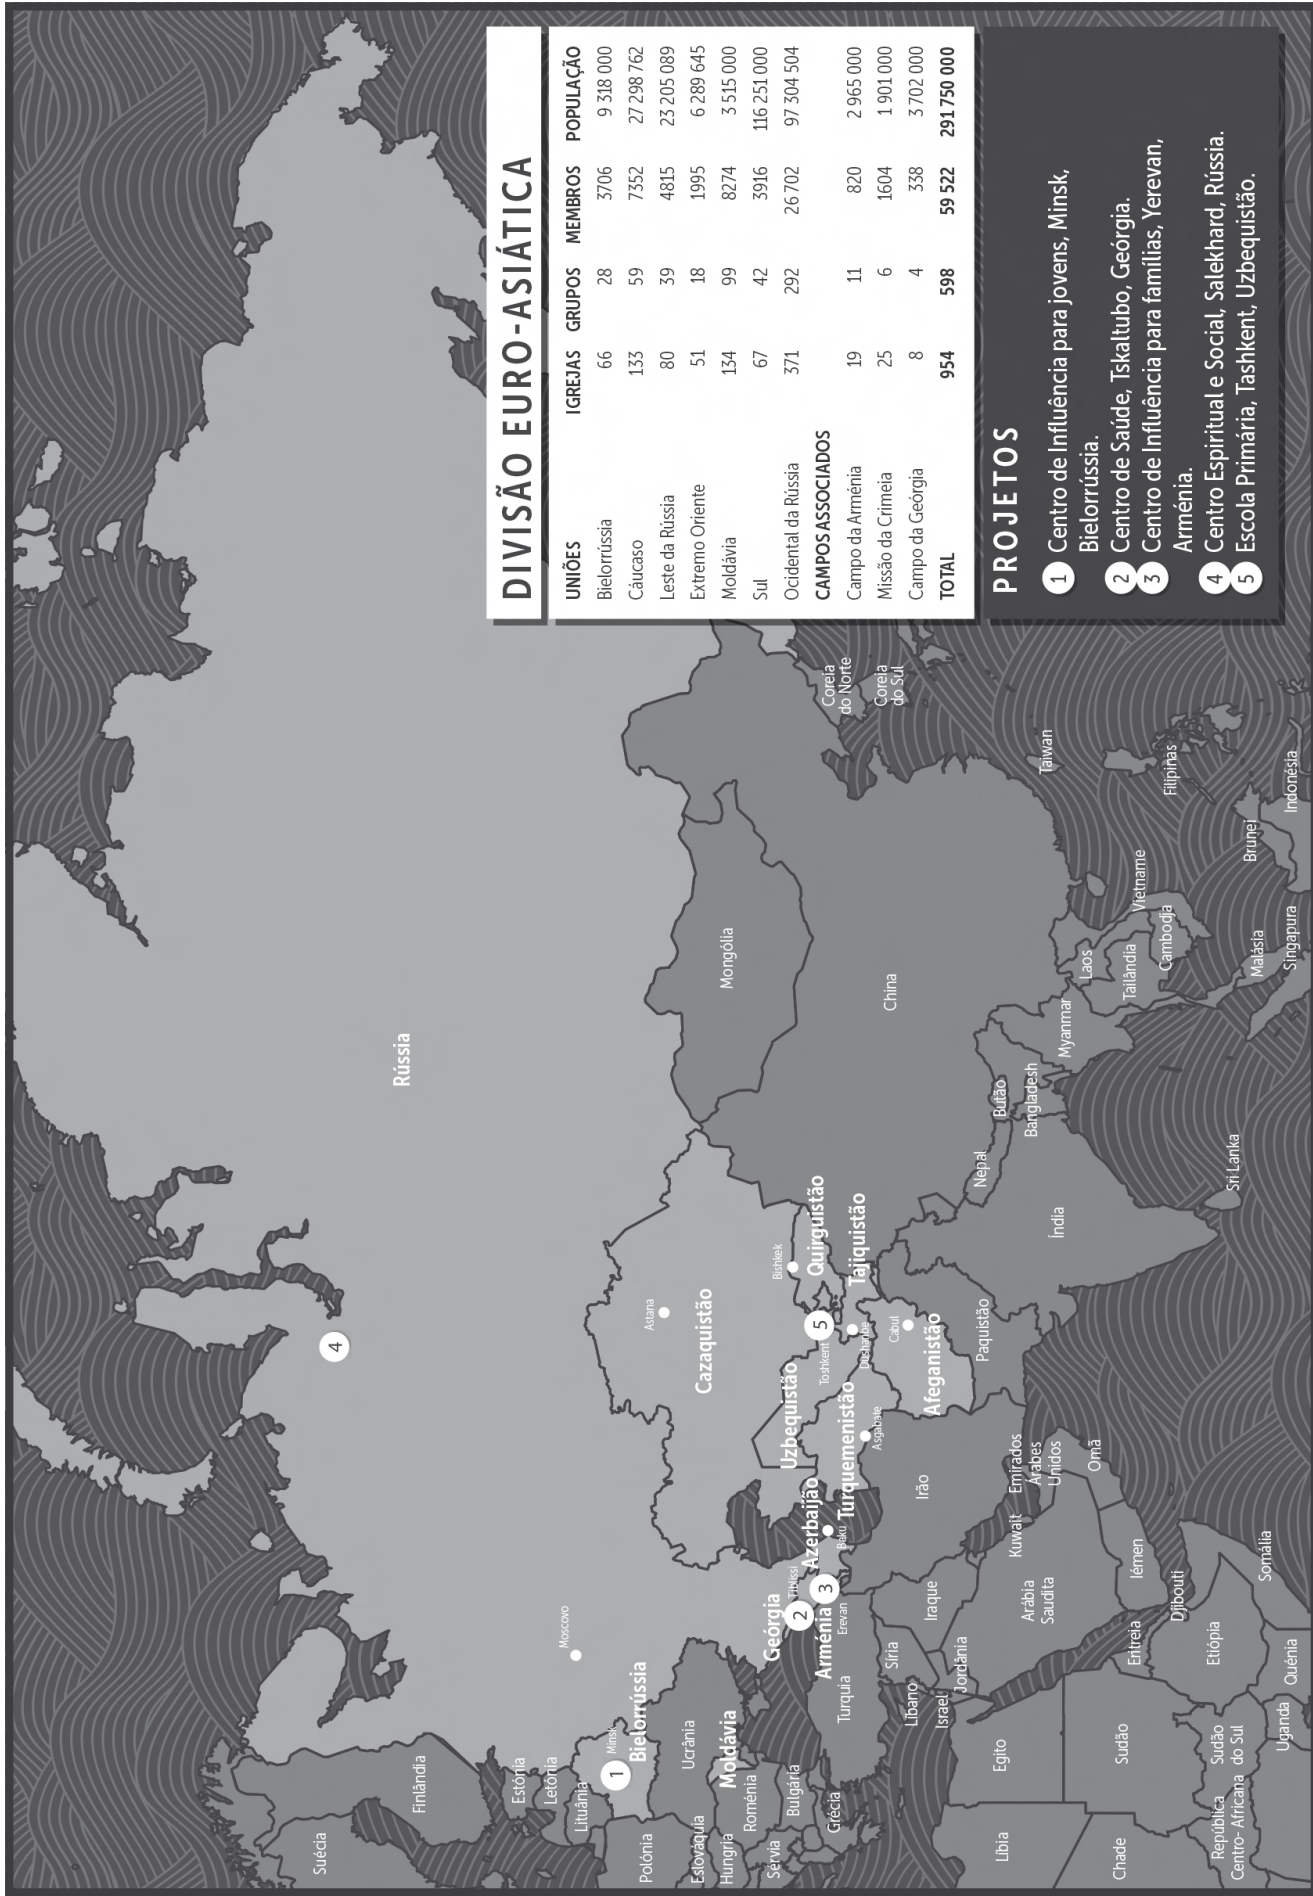 DIVISÃO EURO-ASIÁTICA
UNIÕES IGREJAS GRUPOS MEMBROS POPULAÇÃO
Bielorrússia 66 28 3706 9 318 000
Cáucaso 133 59 7352 27 298 762
Leste da Rússia 80 39 4815 23 205 089
Extremo Oriente 51 18 1995 6 289 645
Moldávia 134 99 8274 3 515 000
Sul 67 42 3916 116 251 000
Ocidental da Rússia 371 292 26 702 97 304 504
CAMPOS ASSOCIADOS
Campo da Arménia 19 11 820 2 965 000
Missão da Crimeia 25 6 1604 1 901 000
Campo da Geórgia 8 4 338 3 702 000
TOTAL 954 598 59 522 291 750 000
PROJETOS
1 Centro de Influência para jovens, Minsk,
Bielorrússia.
2 Centro de Saúde, Tskaltubo, Geórgia.
3 Centro de Influência para famílias, Yerevan,
Arménia.
4 Centro Espiritual e Social, Salekhard, Rússia.
5 Escola Primária, Tashkent, Uzbequistão.
Suécia
Finlândia
4
Rússia
Estónia
Letónia
Lituânia
Moscovo
1
Minsk
Bielorrússia
Polónia
Ucrânia
Astana
Cazaquistão
Eslováquia
Hungria
Moldávia
Roménia
Mongólia
Sérvia
Bulgária
Grécia
Geórgia
2
Tiblissi
Azerbaijão
3
Arménia
Erevan
Baku
Turquia
Uzbequistão
Toshkent
5
Bishkek
Quirguistão
Tajiquistão
Dushanbe
Turquemenistão
Asgabate
Cabul
Afeganistão
China
Coreia
do Norte
Coreia
do Sul
Síria
Líbano
Israel
Jordânia
Iraque
Irão
Paquistão
Nepal
Butão
Bangladesh
Índia
Myanmar
Laos
Tailândia
Vietname
Cambodja
Taiwan
Filipinas
Líbia
Egito
Kuwait
Arábia
Saudita
Emirados
Árabes
Unidos
Omã
Iémen
Chade
Sudão
Eritreia
Djibouti
Etiópia
Somália
República
Centro- Africana
Sudão
do Sul
Uganda
Quénia
Sri Lanka
Malásia
Singapura
Brunei
Indonésia